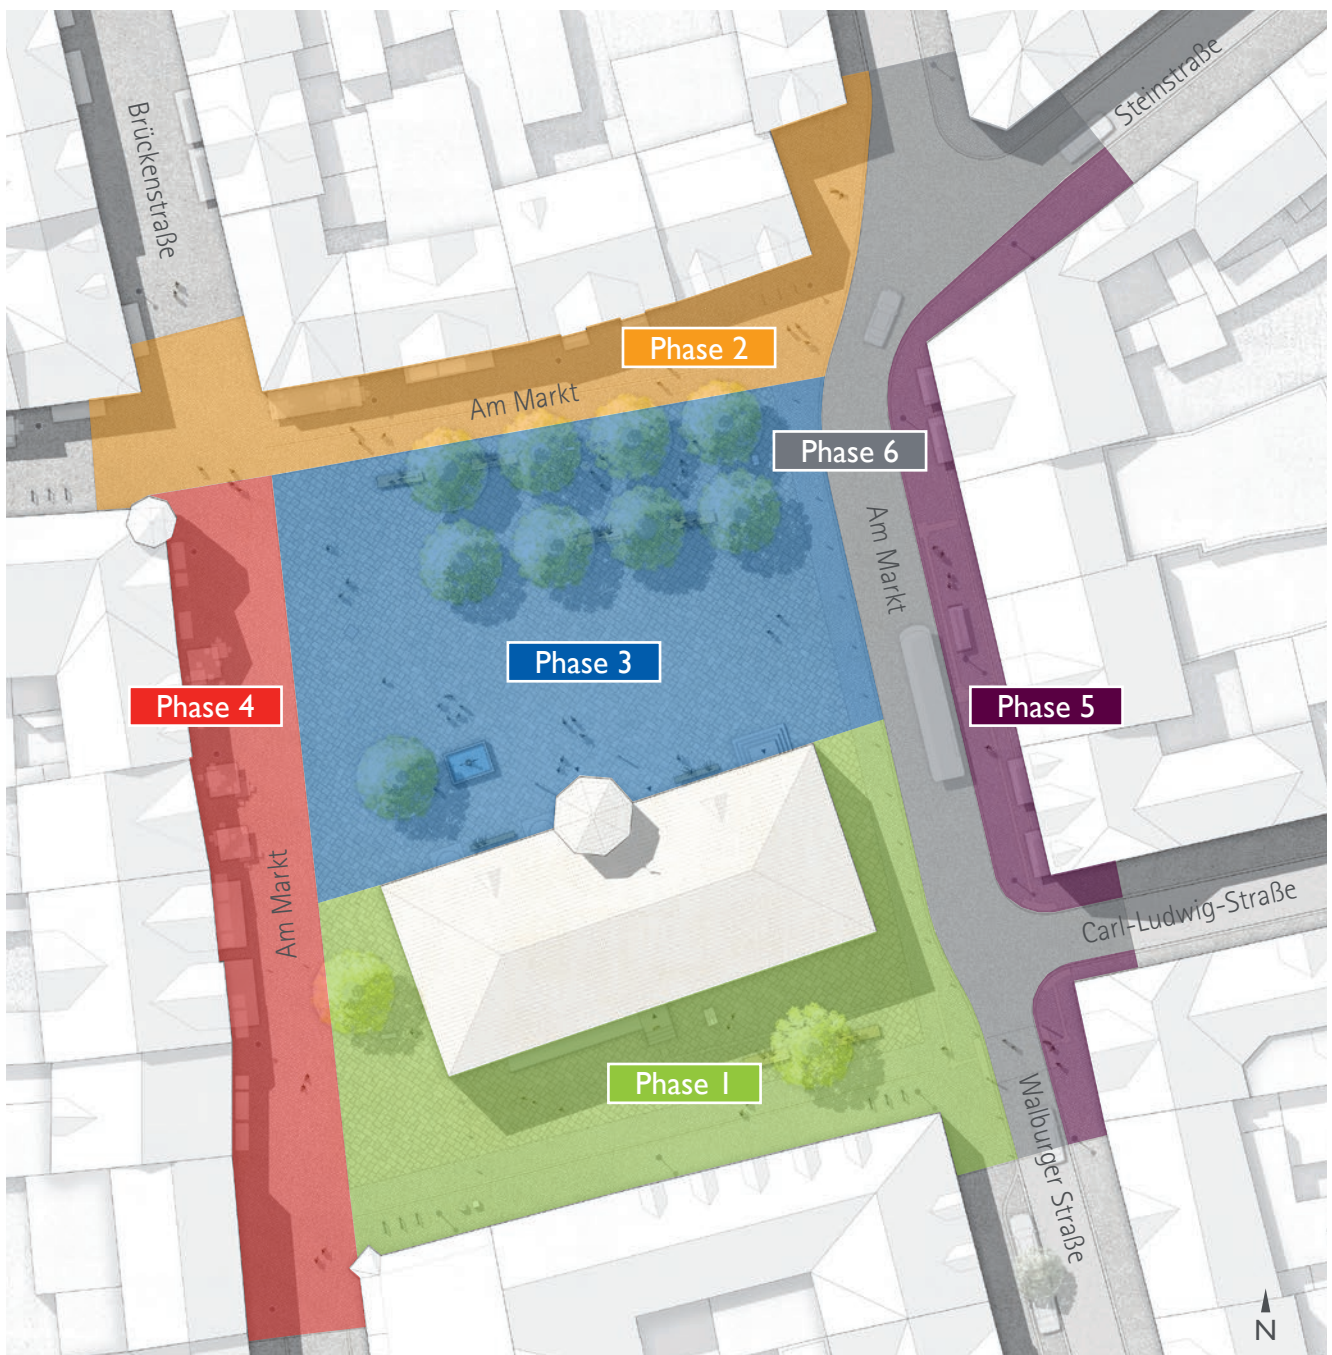 Brückenstraße
Steinstraße
Phase 2
Am Markt
Phase 6
Am Markt
Phase 3
Phase 4
Phase 5
Am Markt
Carl-Ludwig-Straße
Phase 1
Walburger Straße
N